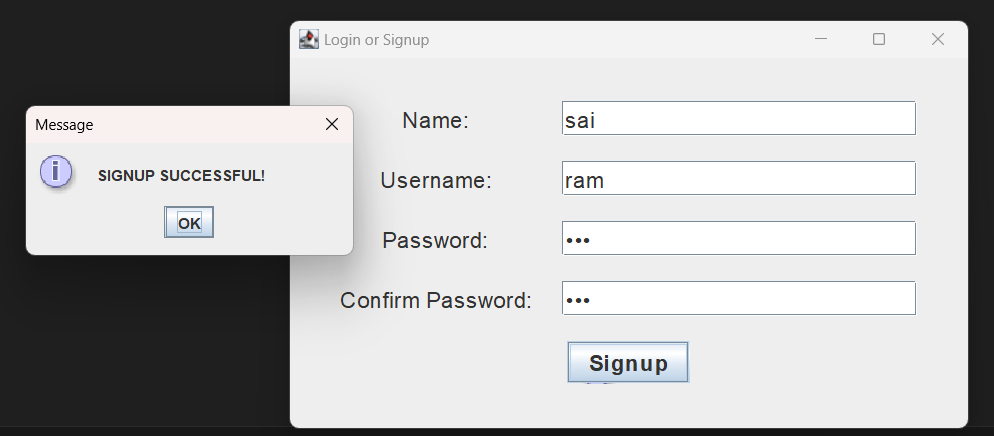 Login or Signup
Message
SIGNUP SUCCESSFUL!
OK
Name: sai
Username: ram
Password: •••
Confirm Password: •••
Signup